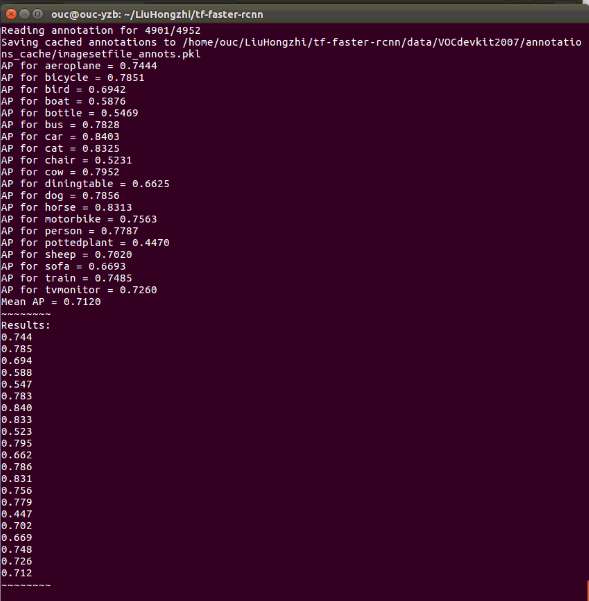 ouc@ouc-yzb: ~/LiuHongzhi/tf-faster-rcnn
Reading annotation for 4901/4952
Saving cached annotations to /home/ouc/LiuHongzhi/tf-faster-rcnn/data/VOCdevkit2007/annotatio
ns_cache/imagesetfile_annots.pkl
AP for aeroplane = 0.7444
AP for bicycle = 0.7851
AP for bird = 0.6942
AP for boat = 0.5876
AP for bottle = 0.5469
AP for bus = 0.7828
AP for car = 0.8403
AP for cat = 0.8325
AP for chair = 0.5231
AP for cow = 0.7952
AP for diningtable = 0.6625
AP for dog = 0.7856
AP for horse = 0.8313
AP for motorbike = 0.7563
AP for person = 0.7787
AP for pottedplant = 0.4470
AP for sheep = 0.7020
AP for sofa = 0.6693
AP for train = 0.7485
AP for tvmonitor = 0.7260
Mean AP = 0.7120
~~~~~~~~
Results:
0.744
0.785
0.694
0.588
0.547
0.783
0.840
0.833
0.523
0.795
0.662
0.786
0.831
0.756
0.779
0.447
0.702
0.669
0.748
0.726
0.712
~~~~~~~~